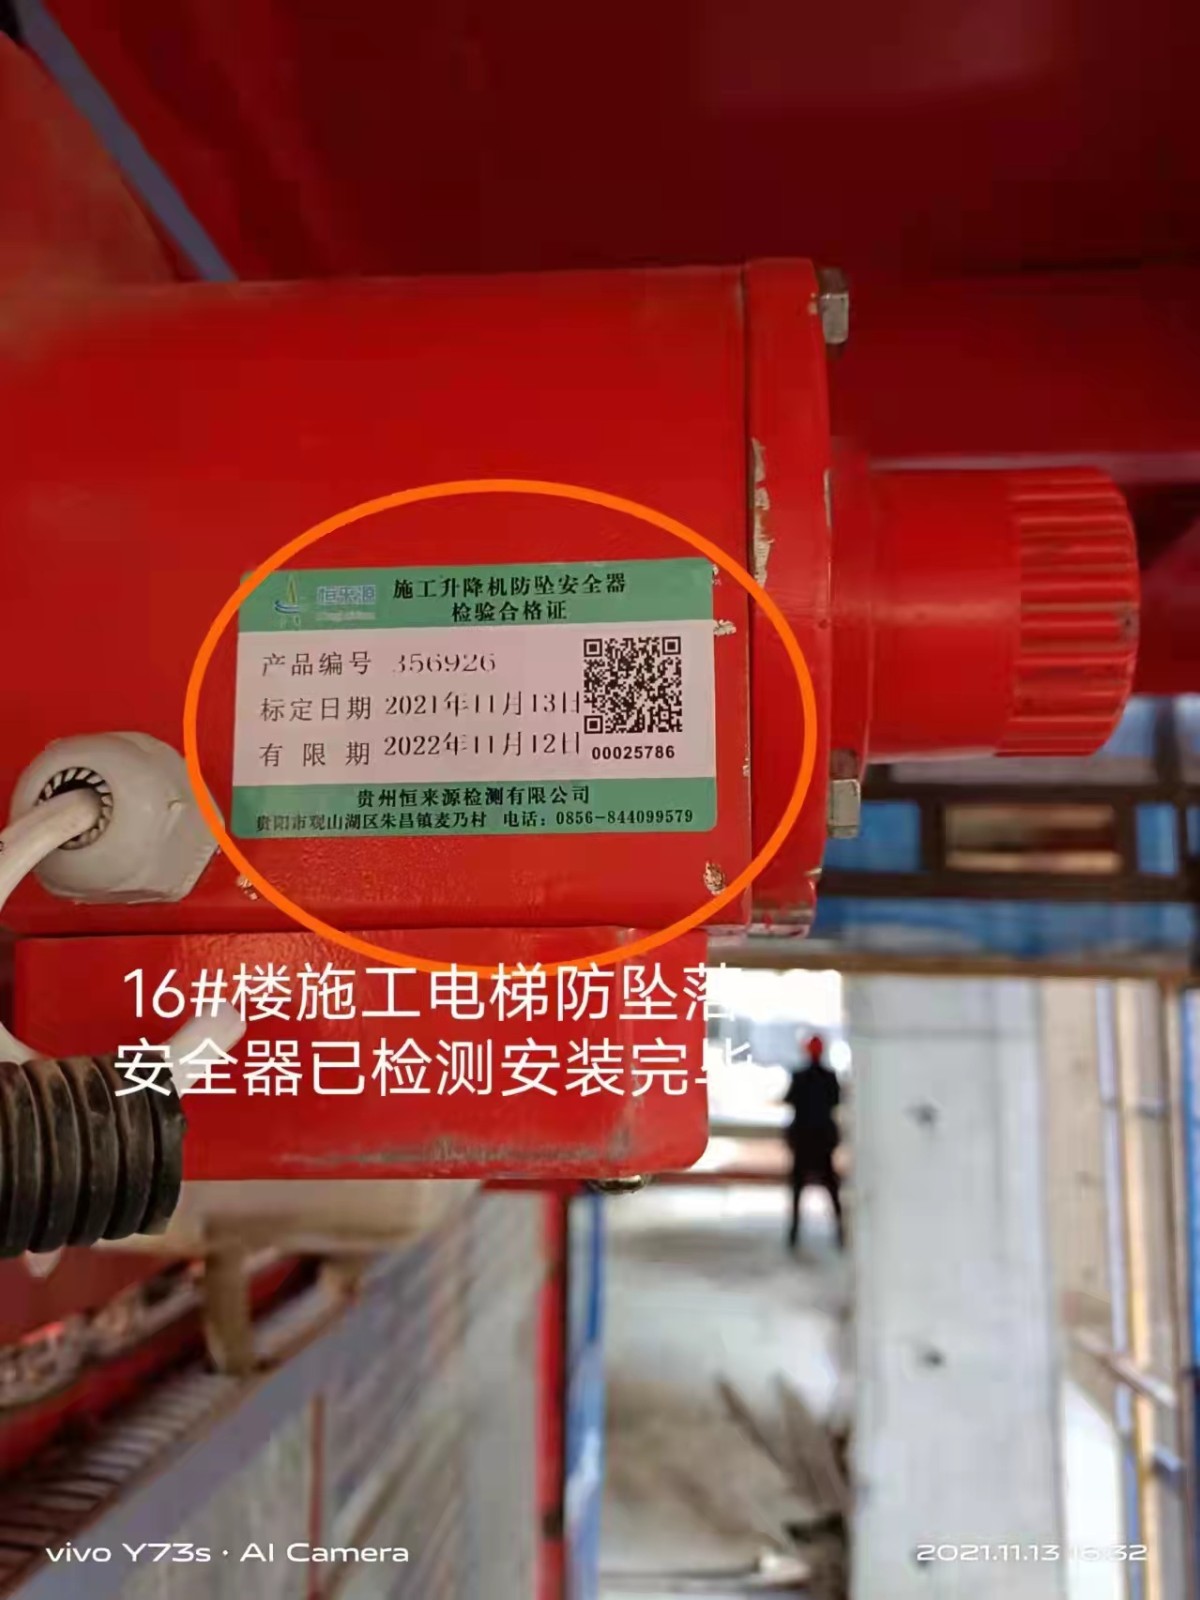 恒来源
施工升降机防坠安全器
检验合格证
产品编号 356926
标定日期 2021年11月13日
有限期 2022年11月12日
00025786
贵州恒来源检测有限公司
贵阳市观山湖区朱昌镇麦乃村 电话：0856-844099579
16#楼施工电梯防坠落
安全器已检测安装完毕
vivo Y73s · AI Camera
2021.11.13 16:32